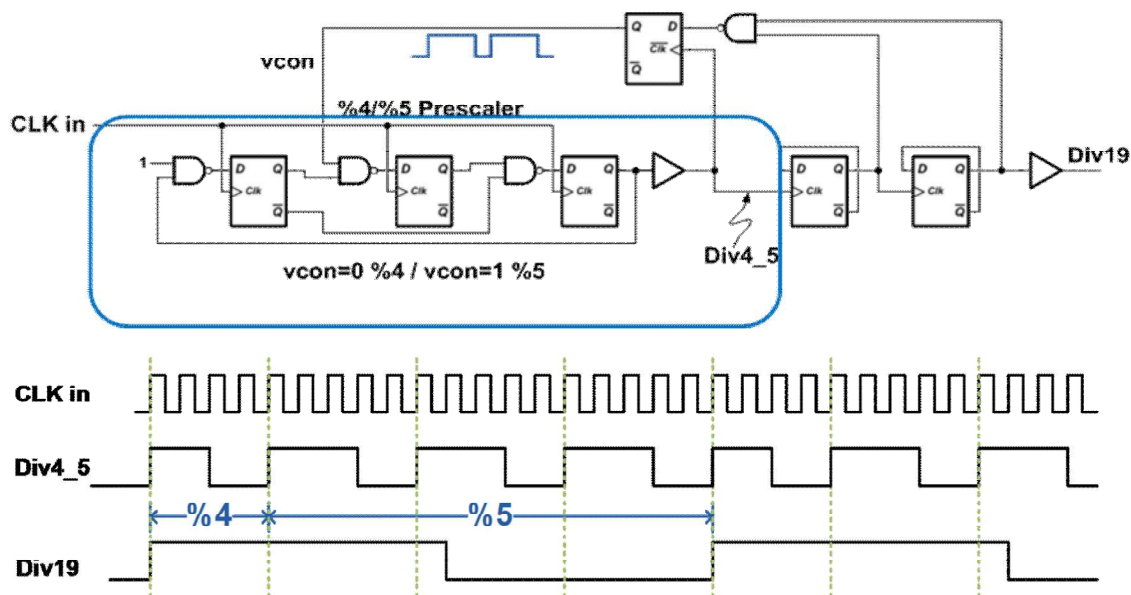 Q D
Clk
Q
vcon
%4/%5 Prescaler
CLK in
1
D Q
Clk
Q
D Q
Clk
Q
D Q
Clk
Q
D Q
Clk
Q
D Q
Clk
Q
Div19
Div4_5
vcon=0 %4 / vcon=1 %5
CLK in
Div4_5
%4
%5
Div19